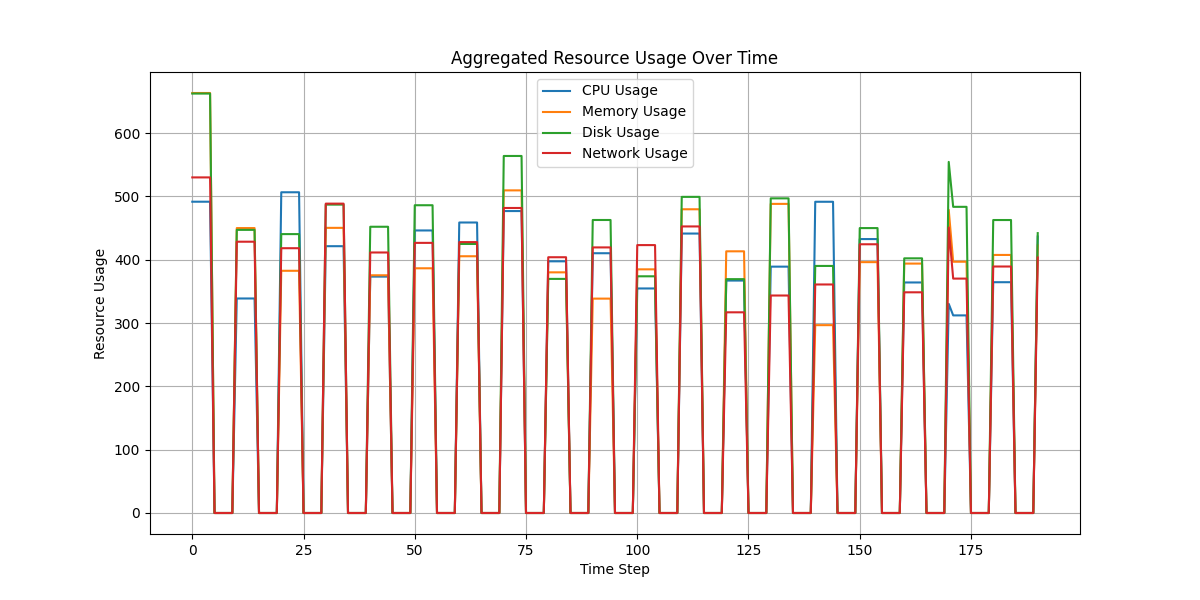 Aggregated Resource Usage Over Time
CPU Usage
Memory Usage
Disk Usage
Network Usage
Resource Usage
600
500
400
300
200
100
0
0 25 50 75 100 125 150 175
Time Step